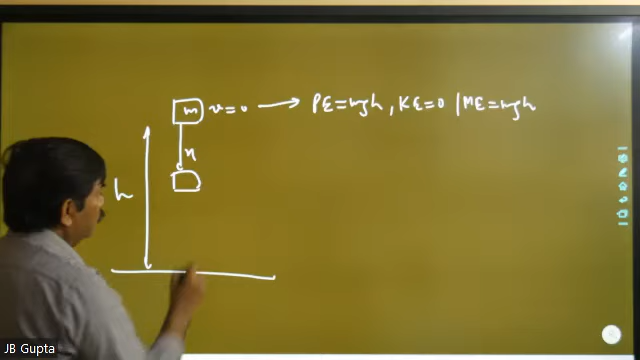 m v=0 → PE=mgh, KE=0 | ME=mgh
x
h
JB Gupta